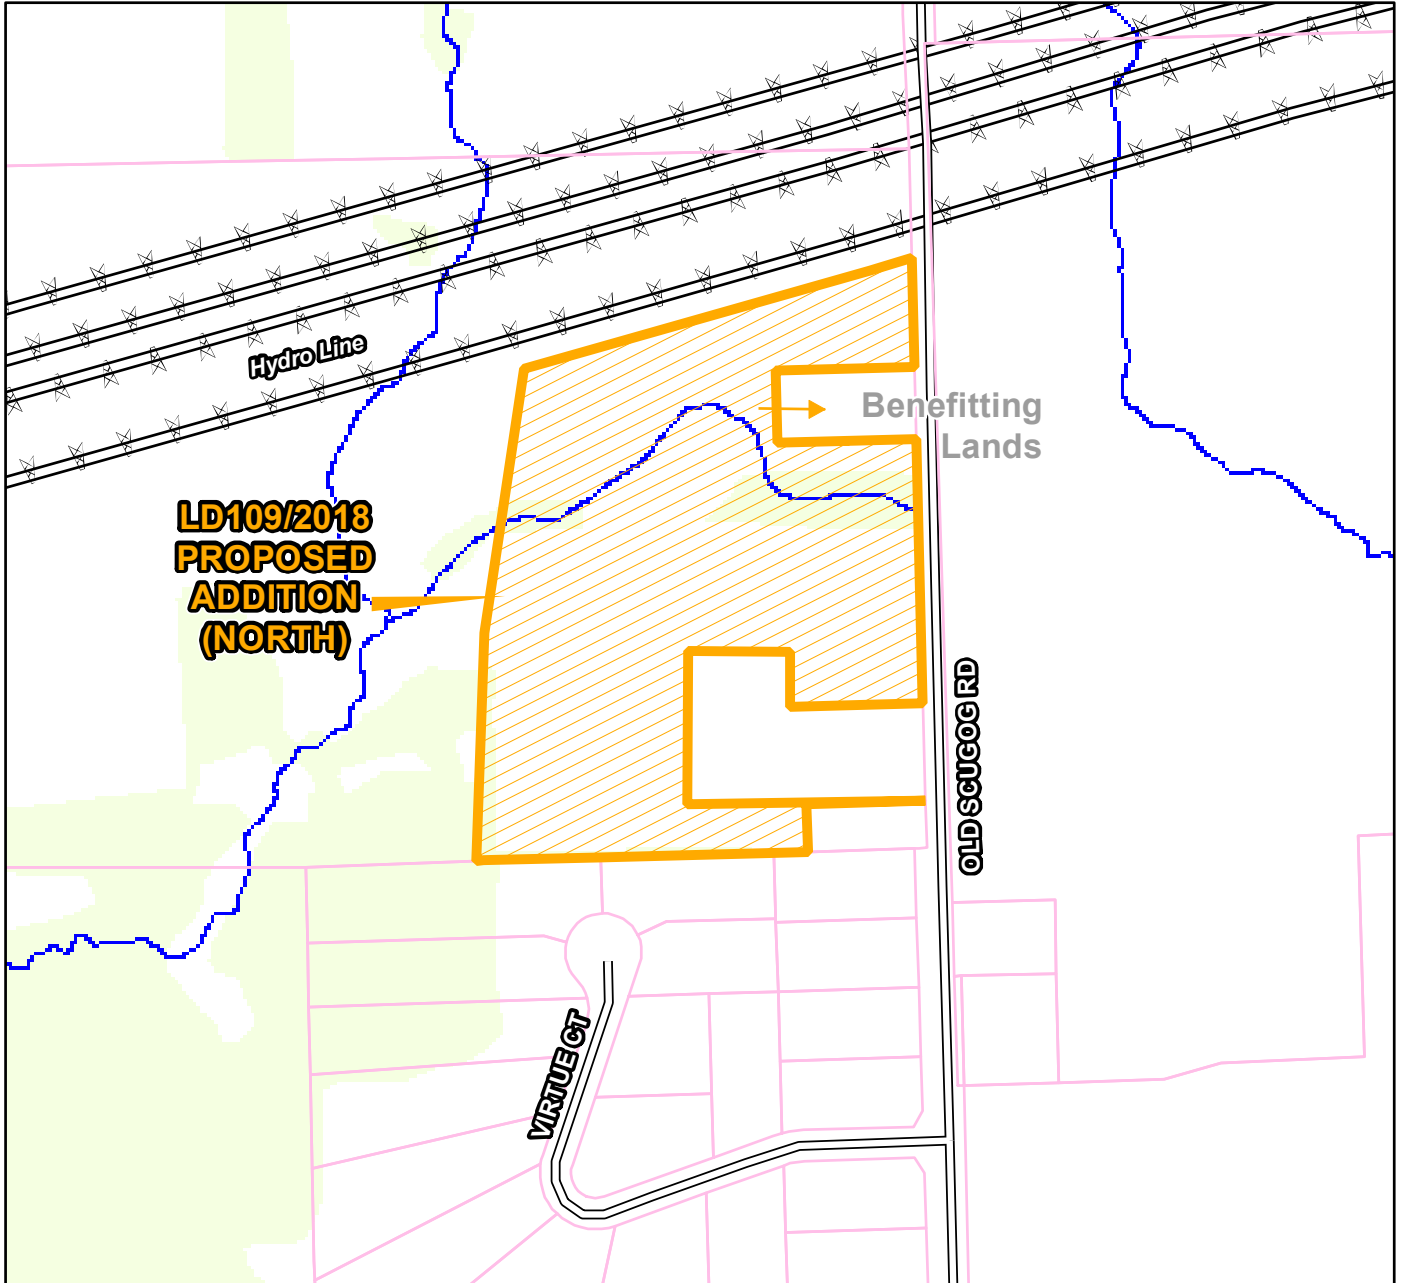 Hydro Line
Benefitting
Lands
LD109/2018
PROPOSED
ADDITION
(NORTH)
OLD SCUGOG RD
VIRTUE CT